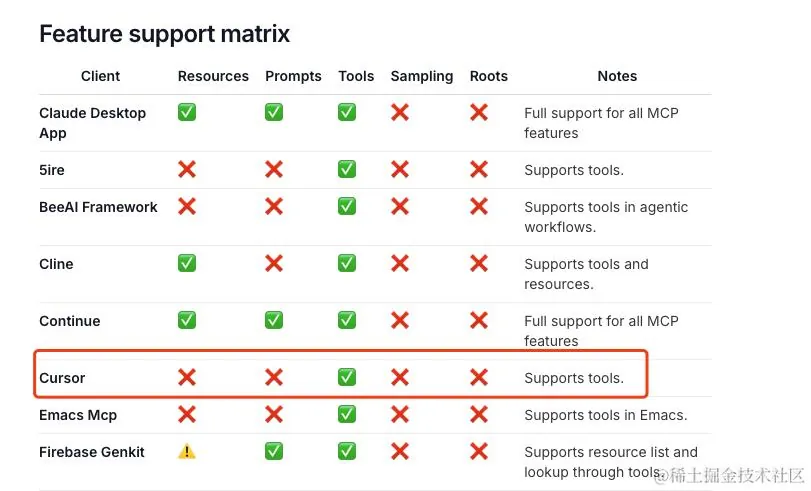 Feature support matrix
Client Resources Prompts Tools Sampling Roots Notes
Claude Desktop App ✅ ✅ ✅ ❌ ❌ Full support for all MCP features
5ire ❌ ❌ ✅ ❌ ❌ Supports tools.
BeeAI Framework ❌ ❌ ✅ ❌ ❌ Supports tools in agentic workflows.
Cline ✅ ❌ ✅ ❌ ❌ Supports tools and resources.
Continue ✅ ✅ ✅ ❌ ❌ Full support for all MCP features
Cursor ❌ ❌ ✅ ❌ ❌ Supports tools.
Emacs Mcp ❌ ❌ ✅ ❌ ❌ Supports tools in Emacs.
Firebase Genkit ⚠️ ✅ ✅ ❌ ❌ Supports resource list and lookup through tools.
@稀土掘金技术社区